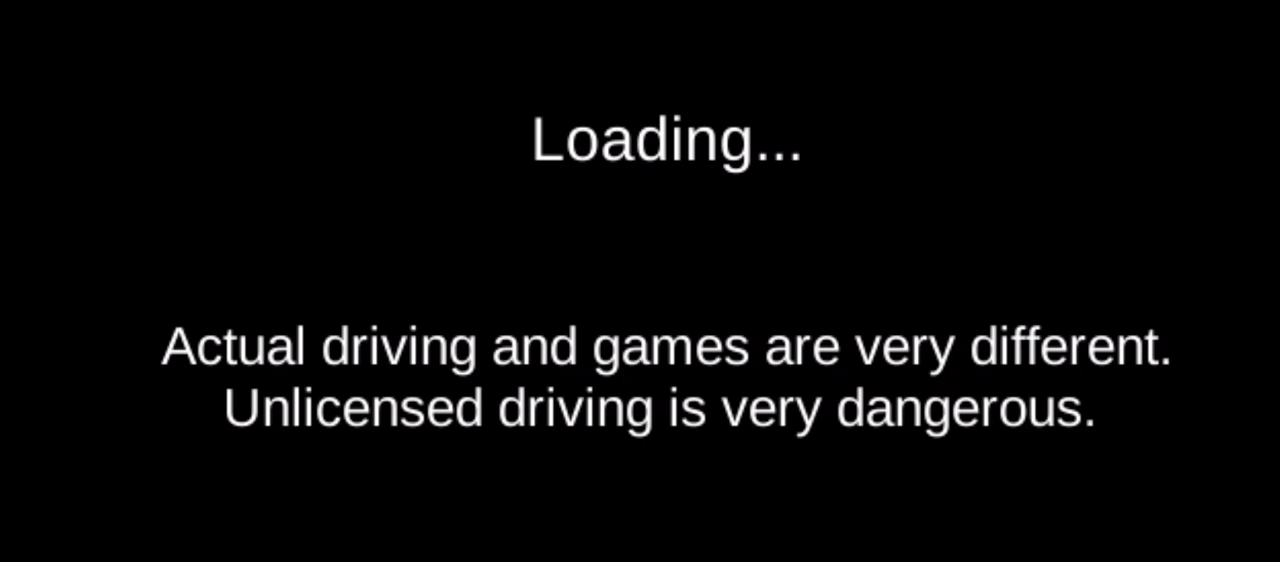 Loading...
Actual driving and games are very different.
Unlicensed driving is very dangerous.